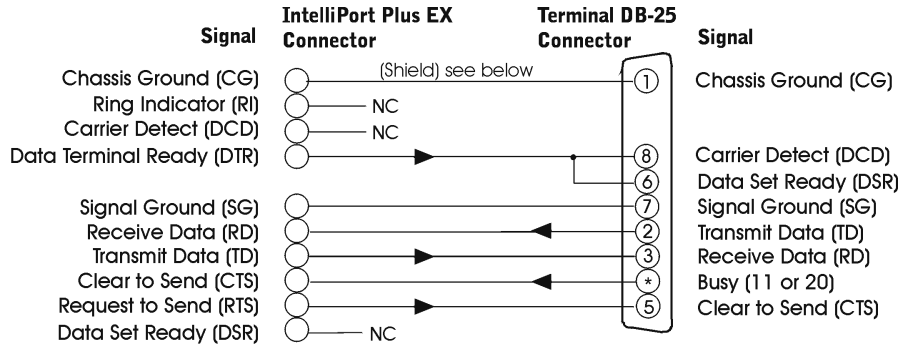 IntelliPort Plus EX Terminal DB-25
Signal Connector Connector Signal
Chassis Ground (CG) (Shield) see below 1 Chassis Ground (CG)
Ring Indicator (RI) NC
Carrier Detect (DCD) NC
Data Terminal Ready (DTR) 8 Carrier Detect (DCD)
6 Data Set Ready (DSR)
Signal Ground (SG) 7 Signal Ground (SG)
Receive Data (RD) 2 Transmit Data (TD)
Transmit Data (TD) 3 Receive Data (RD)
Clear to Send (CTS) * Busy (11 or 20)
Request to Send (RTS) 5 Clear to Send (CTS)
Data Set Ready (DSR) NC